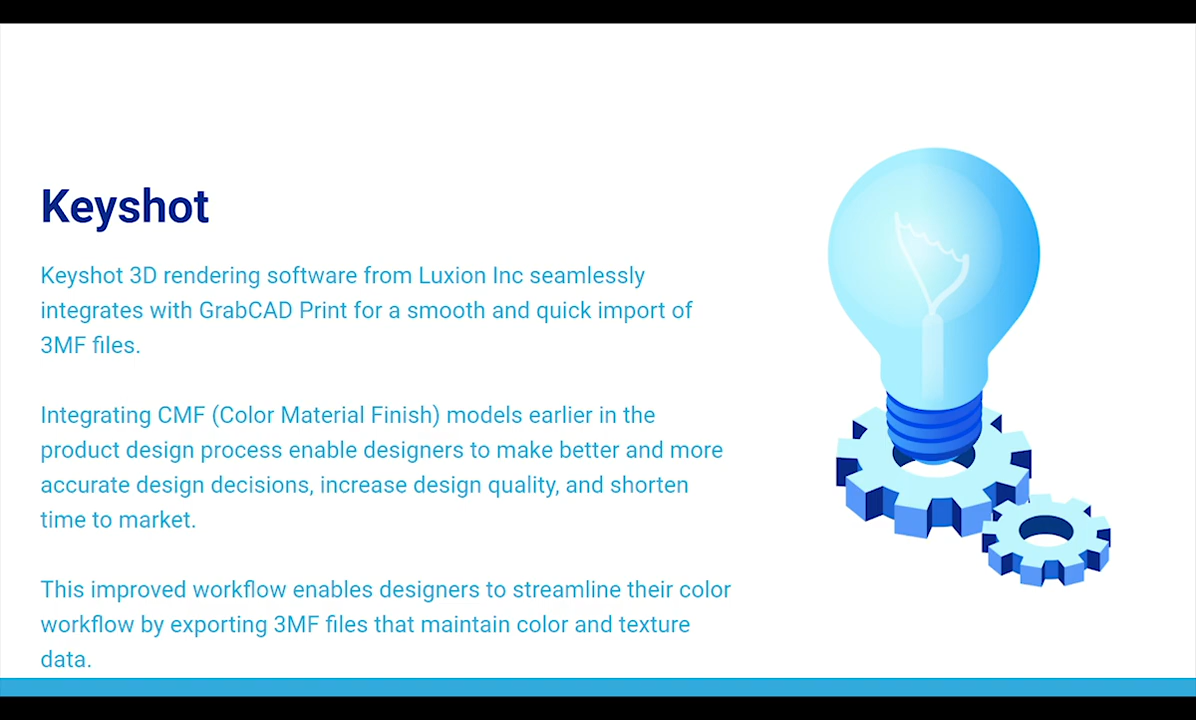 Keyshot
Keyshot 3D rendering software from Luxion Inc seamlessly
integrates with GrabCAD Print for a smooth and quick import of
3MF files.
Integrating CMF (Color Material Finish) models earlier in the
product design process enable designers to make better and more
accurate design decisions, increase design quality, and shorten
time to market.
This improved workflow enables designers to streamline their color
workflow by exporting 3MF files that maintain color and texture
data.